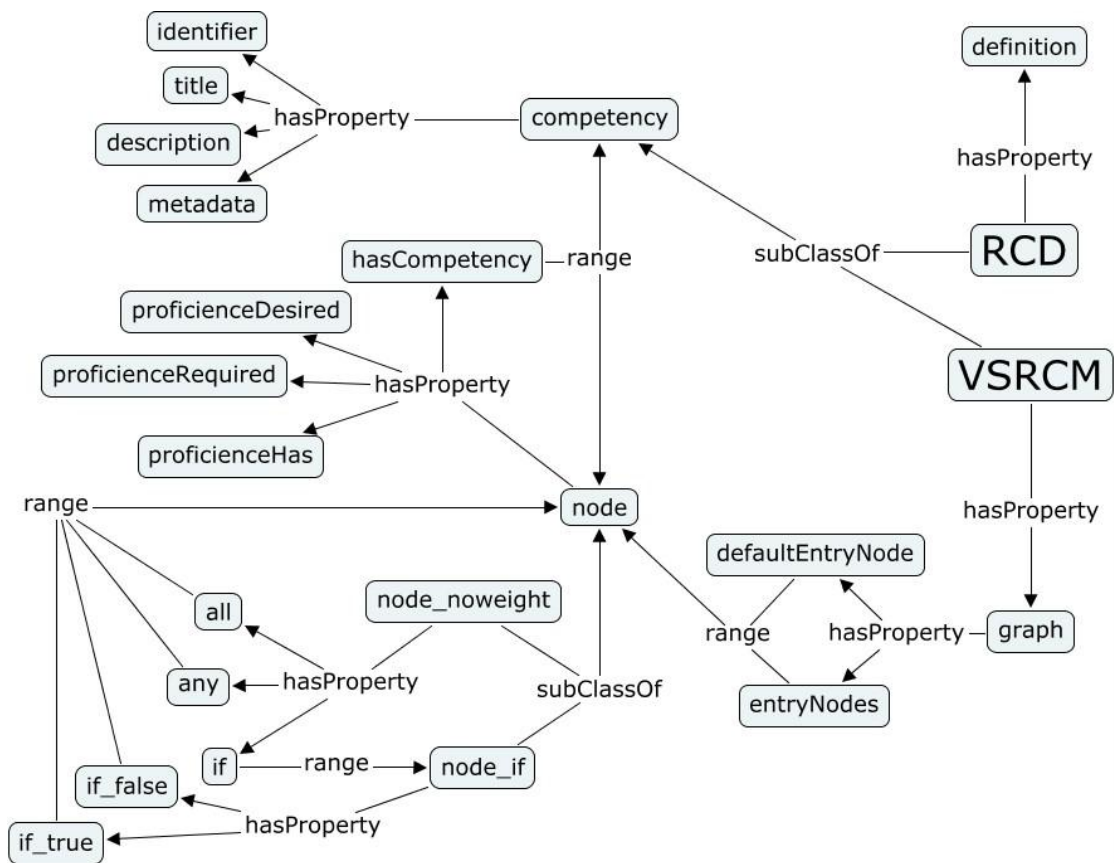 identifier
definition
title
competency
hasProperty
description
hasProperty
metadata
hasCompetency
range
subClassOf
RCD
proficienceDesired
proficienceRequired
hasProperty
VSRCM
proficienceHas
range
node
hasProperty
defaultEntryNode
node_noweight
all
range
hasProperty
graph
any
hasProperty
subClassOf
entryNodes
if
range
node_if
if_false
hasProperty
if_true